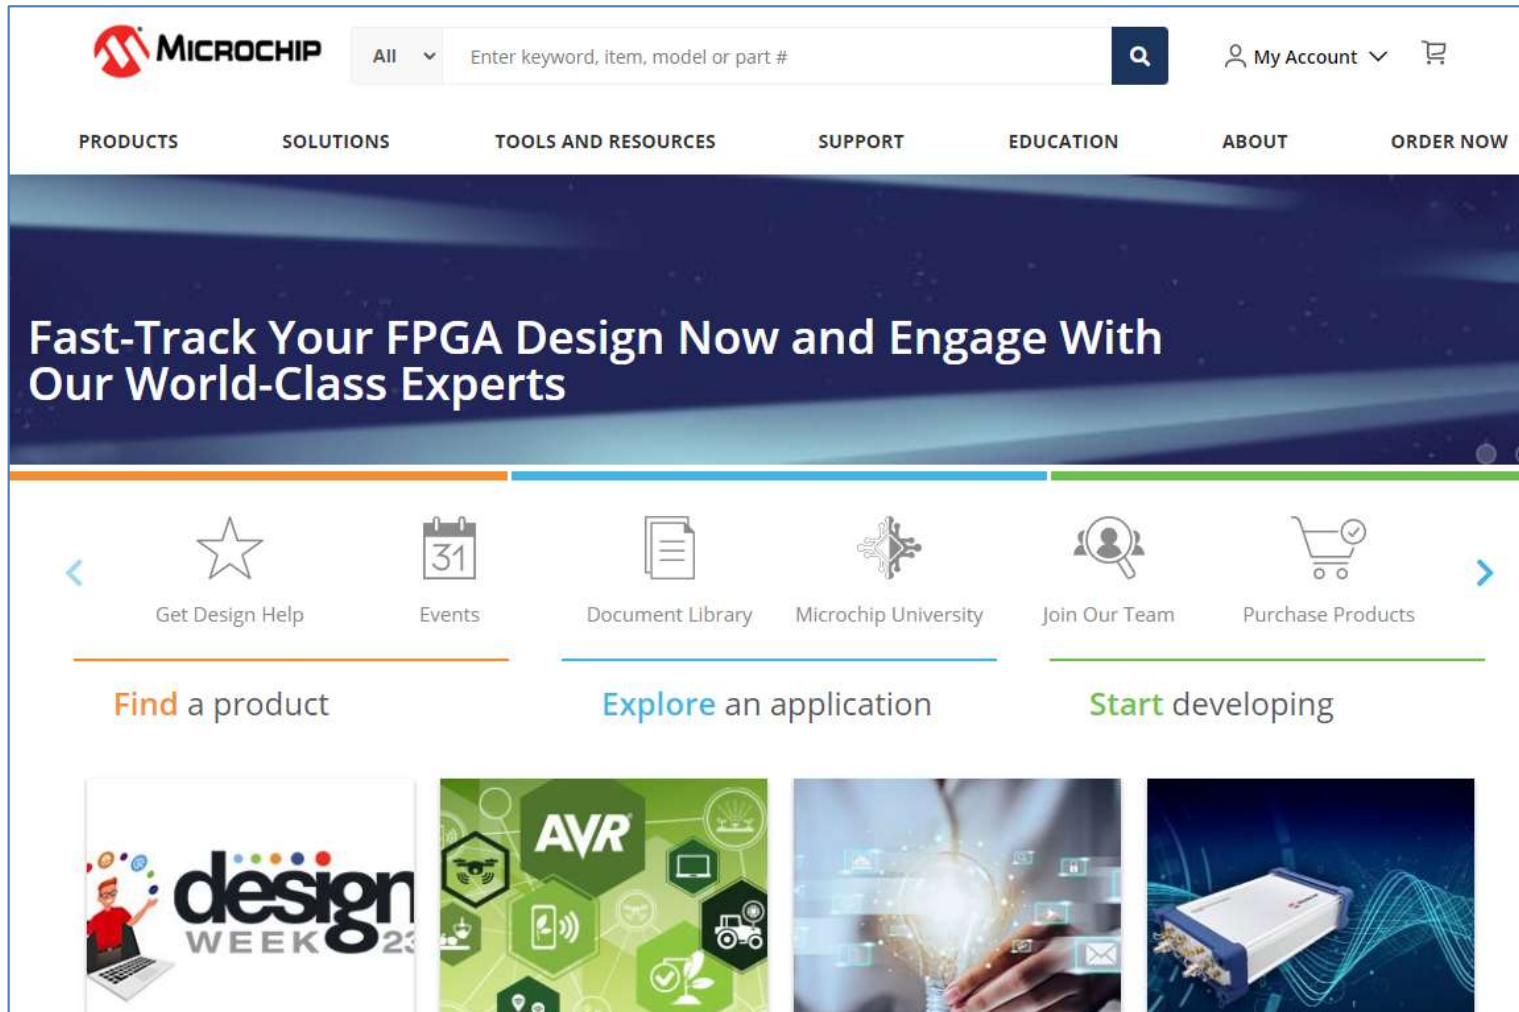 MICROCHIP
All
Enter keyword, item, model or part #
My Account
PRODUCTS SOLUTIONS TOOLS AND RESOURCES SUPPORT EDUCATION ABOUT ORDER NOW
Fast-Track Your FPGA Design Now and Engage With
Our World-Class Experts
31
Get Design Help Events Document Library Microchip University Join Our Team Purchase Products
Find a product Explore an application Start developing
design
WEEK 23
AVR